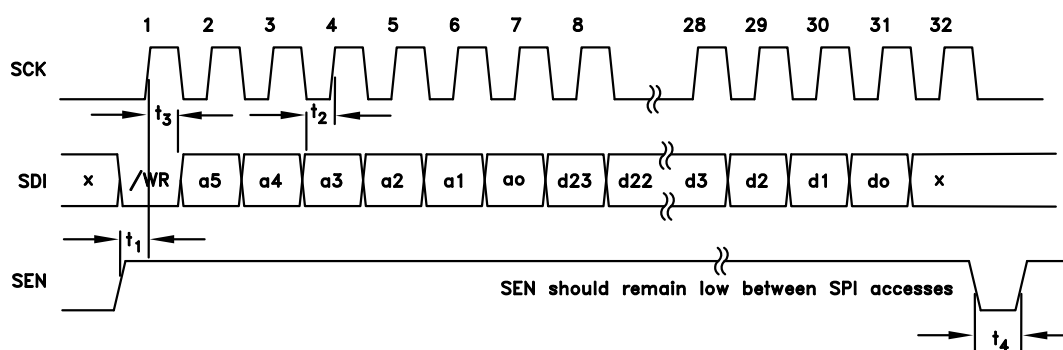 1 2 3 4 5 6 7 8 28 29 30 31 32
SCK
t3 t2
SDI x /WR a5 a4 a3 a2 a1 ao d23 d22 d3 d2 d1 do x
t1
SEN
SEN should remain low between SPI accesses
t4